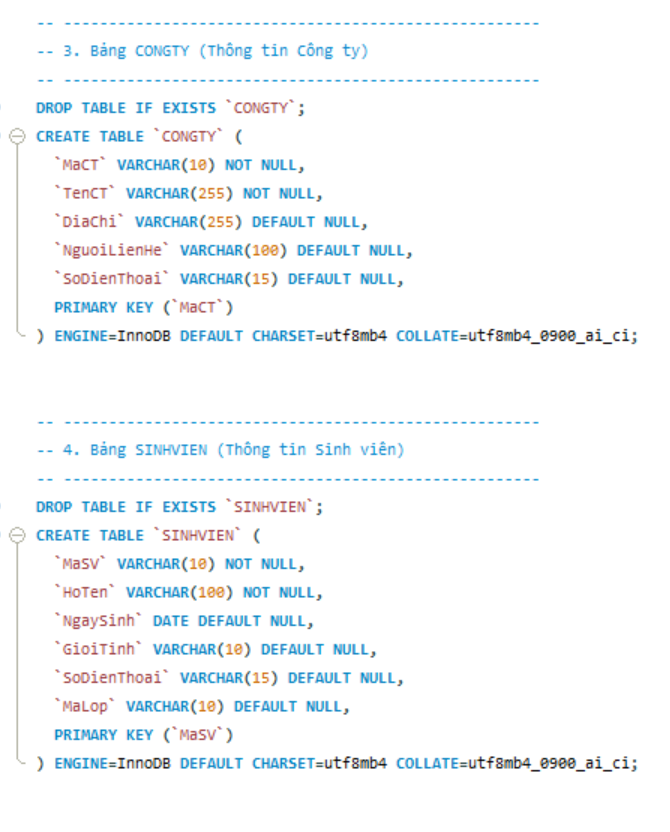 -- -----------------------------------------------------
-- 3. Bảng CONGTY (Thông tin Công ty)
-- -----------------------------------------------------
DROP TABLE IF EXISTS `CONGTY`;
CREATE TABLE `CONGTY` (
`MaCT` VARCHAR(10) NOT NULL,
`TenCT` VARCHAR(255) NOT NULL,
`DiaChi` VARCHAR(255) DEFAULT NULL,
`NguoiLienHe` VARCHAR(100) DEFAULT NULL,
`SoDienThoai` VARCHAR(15) DEFAULT NULL,
PRIMARY KEY (`MaCT`)
) ENGINE=InnoDB DEFAULT CHARSET=utf8mb4 COLLATE=utf8mb4_0900_ai_ci;
-- -----------------------------------------------------
-- 4. Bảng SINHVIEN (Thông tin Sinh viên)
-- -----------------------------------------------------
DROP TABLE IF EXISTS `SINHVIEN`;
CREATE TABLE `SINHVIEN` (
`MaSV` VARCHAR(10) NOT NULL,
`HoTen` VARCHAR(100) NOT NULL,
`NgaySinh` DATE DEFAULT NULL,
`GioiTinh` VARCHAR(10) DEFAULT NULL,
`SoDienThoai` VARCHAR(15) DEFAULT NULL,
`MaLop` VARCHAR(10) DEFAULT NULL,
PRIMARY KEY (`MaSV`)
) ENGINE=InnoDB DEFAULT CHARSET=utf8mb4 COLLATE=utf8mb4_0900_ai_ci;